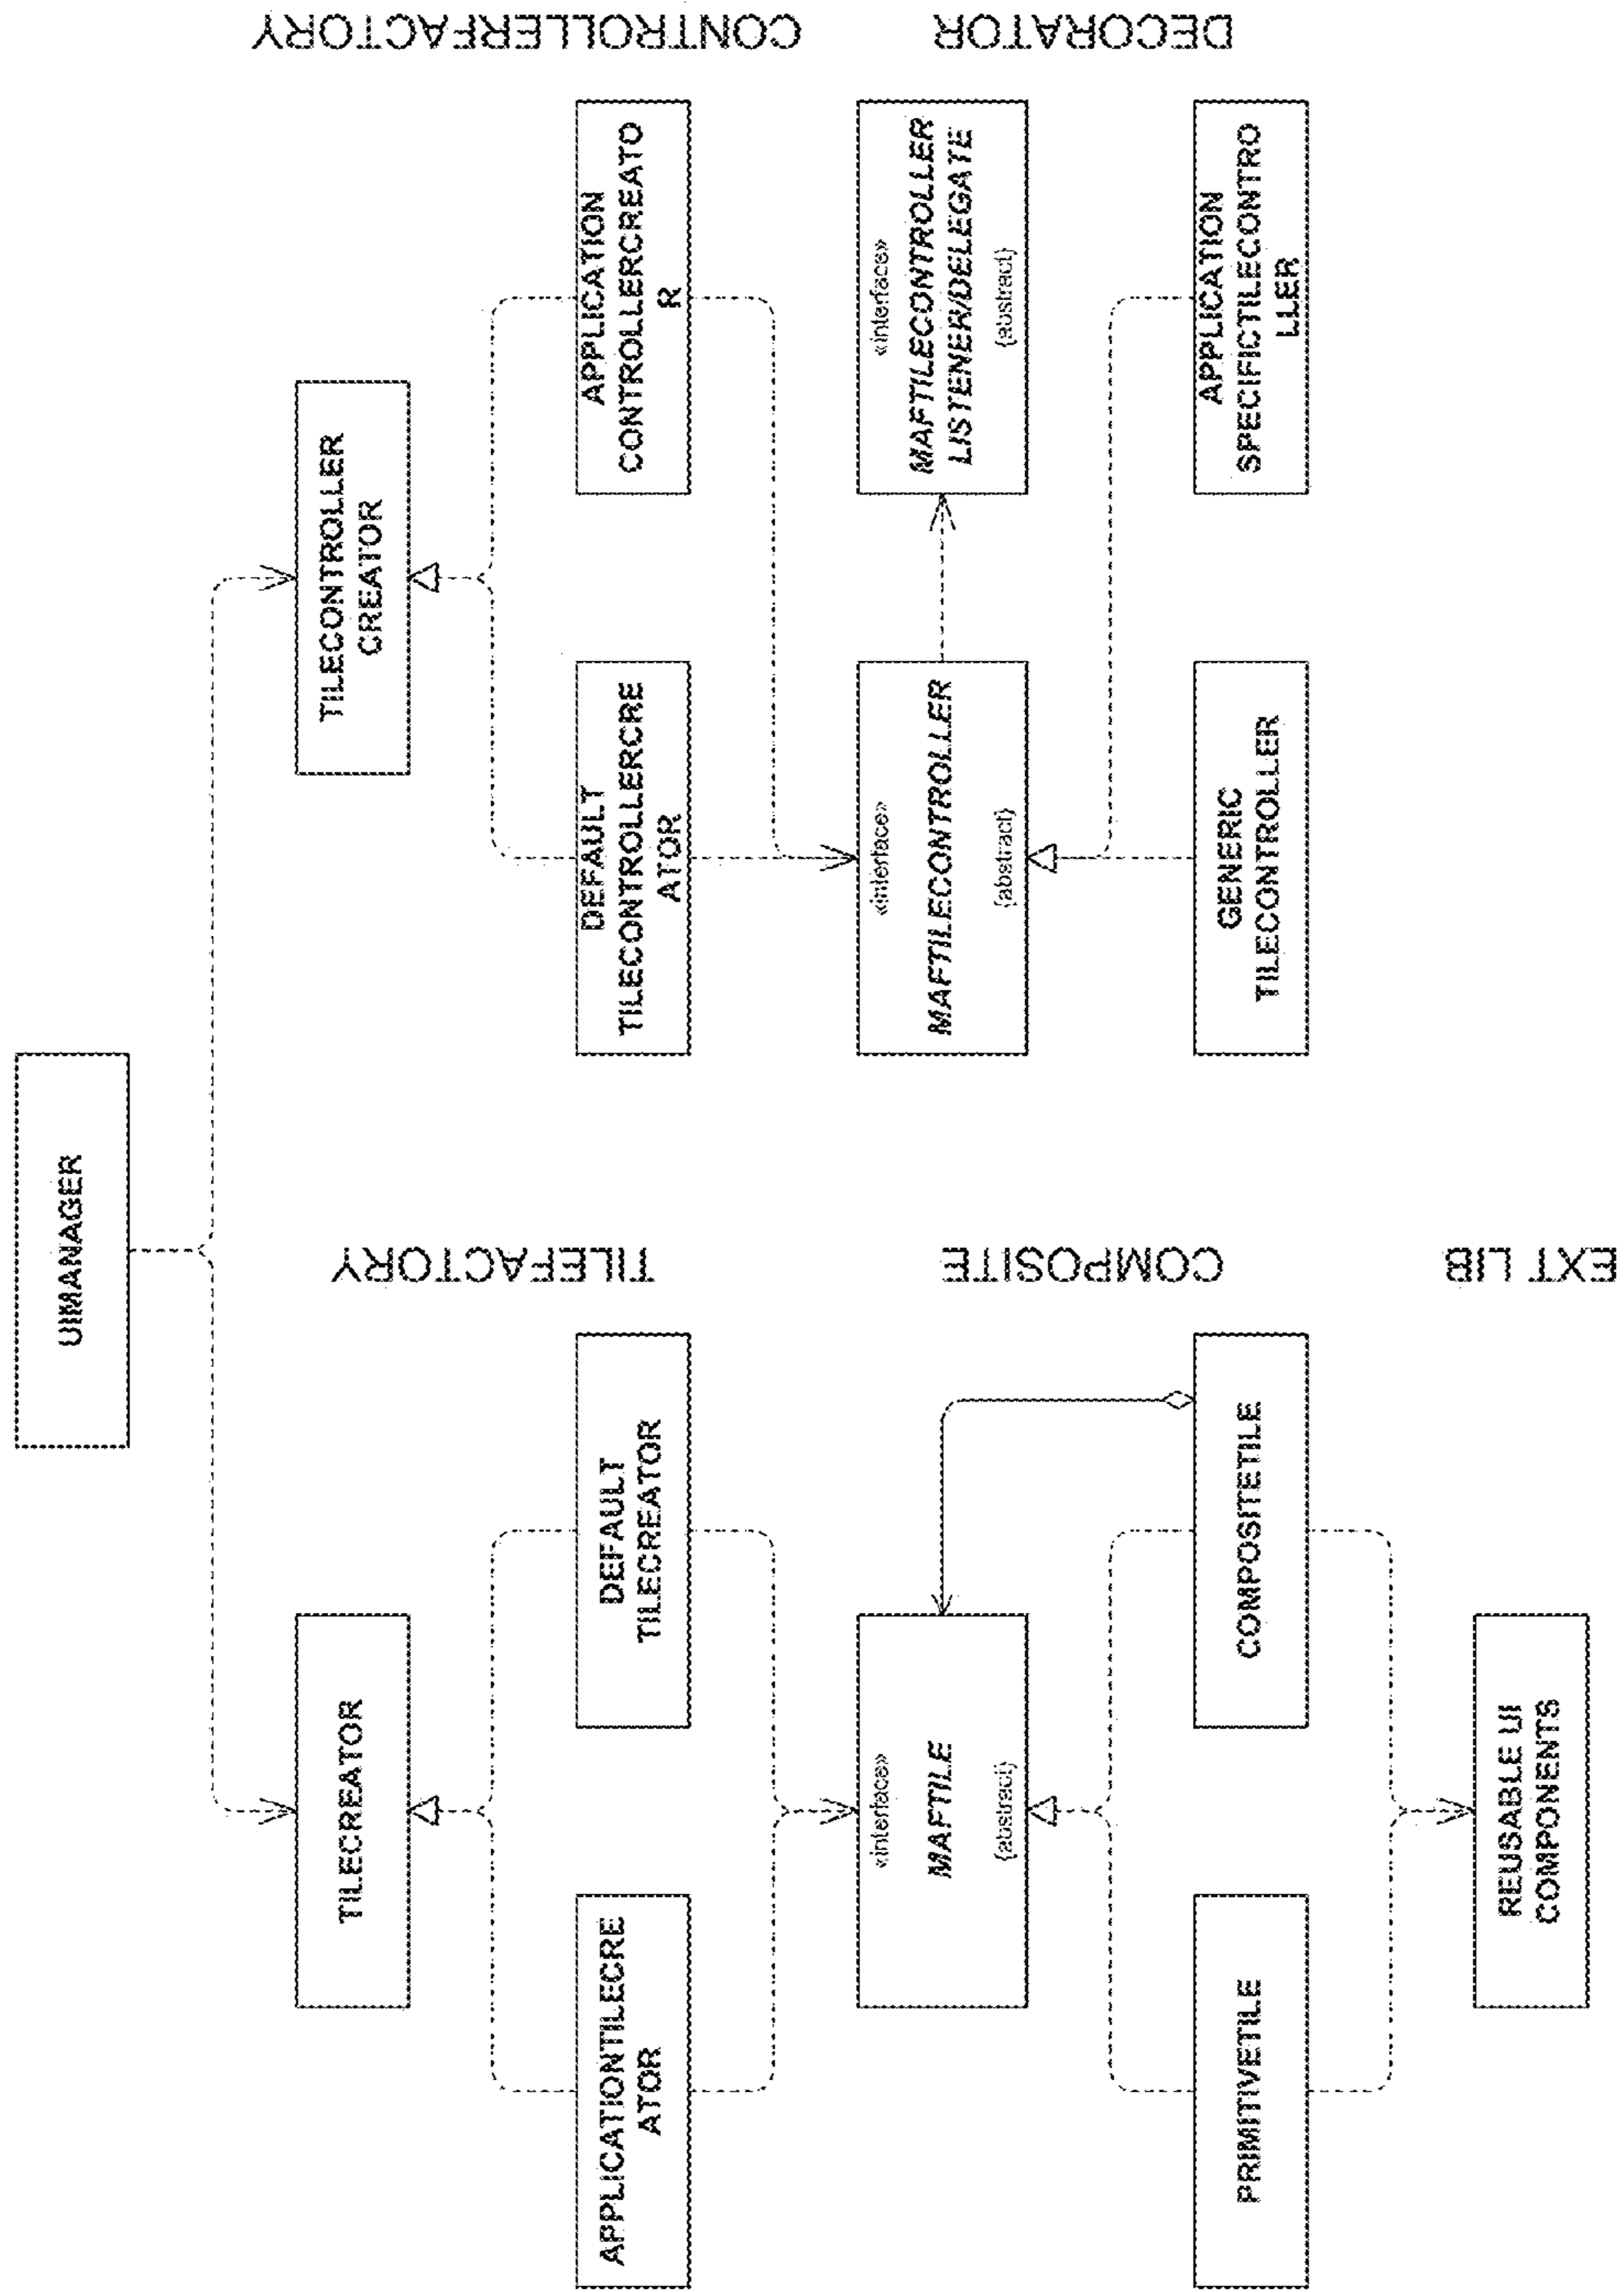 UIMANAGER
TILECREATOR
TILECONTROLLER
CREATOR
TILEFACTORY
CONTROLLERFACTORY
APPLICATIONTILECRE
ATOR
DEFAULT
TILECREATOR
DEFAULT
TILECONTROLLERCRE
ATOR
APPLICATION
CONTROLLERCREATO
R
«interface»
MAFTILE
{abstract}
«interface»
MAFTILECONTROLLER
{abstract}
«interface»
MAFTILECONTROLLER
LISTENER/DELEGATE
{abstract}
COMPOSITE
DECORATOR
PRIMITIVETILE
COMPOSITETILE
GENERIC
TILECONTROLLER
APPLICATION
SPECIFICTILECONTRO
LLER
REUSABLE UI
COMPONENTS
EXT LIB